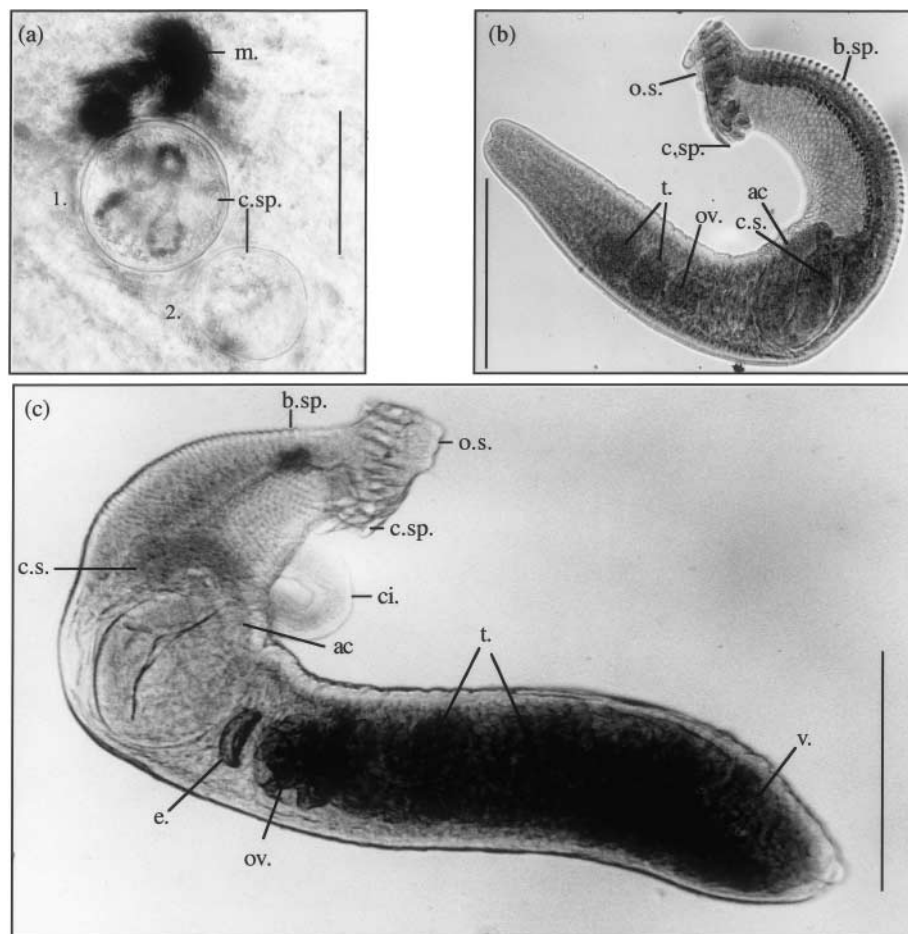 (a)
m.
1.
c.sp.
2.
(b)
b.sp.
o.s.
c,sp.
t.
ov.
ac
c.s.
(c)
b.sp.
o.s.
c.sp.
c.s.
ci.
ac
t.
v.
e.
ov.